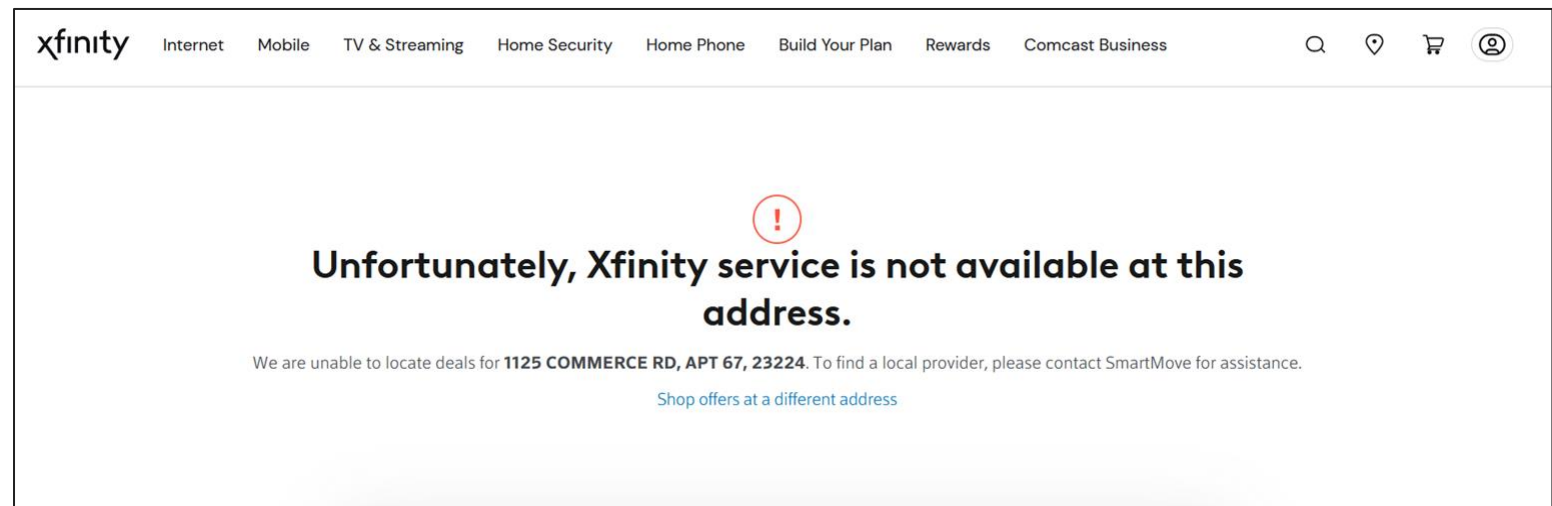 xfinity Internet Mobile TV & Streaming Home Security Home Phone Build Your Plan Rewards Comcast Business
!
Unfortunately, Xfinity service is not available at this
address.
We are unable to locate deals for 1125 COMMERCE RD, APT 67, 23224. To find a local provider, please contact SmartMove for assistance.
Shop offers at a different address